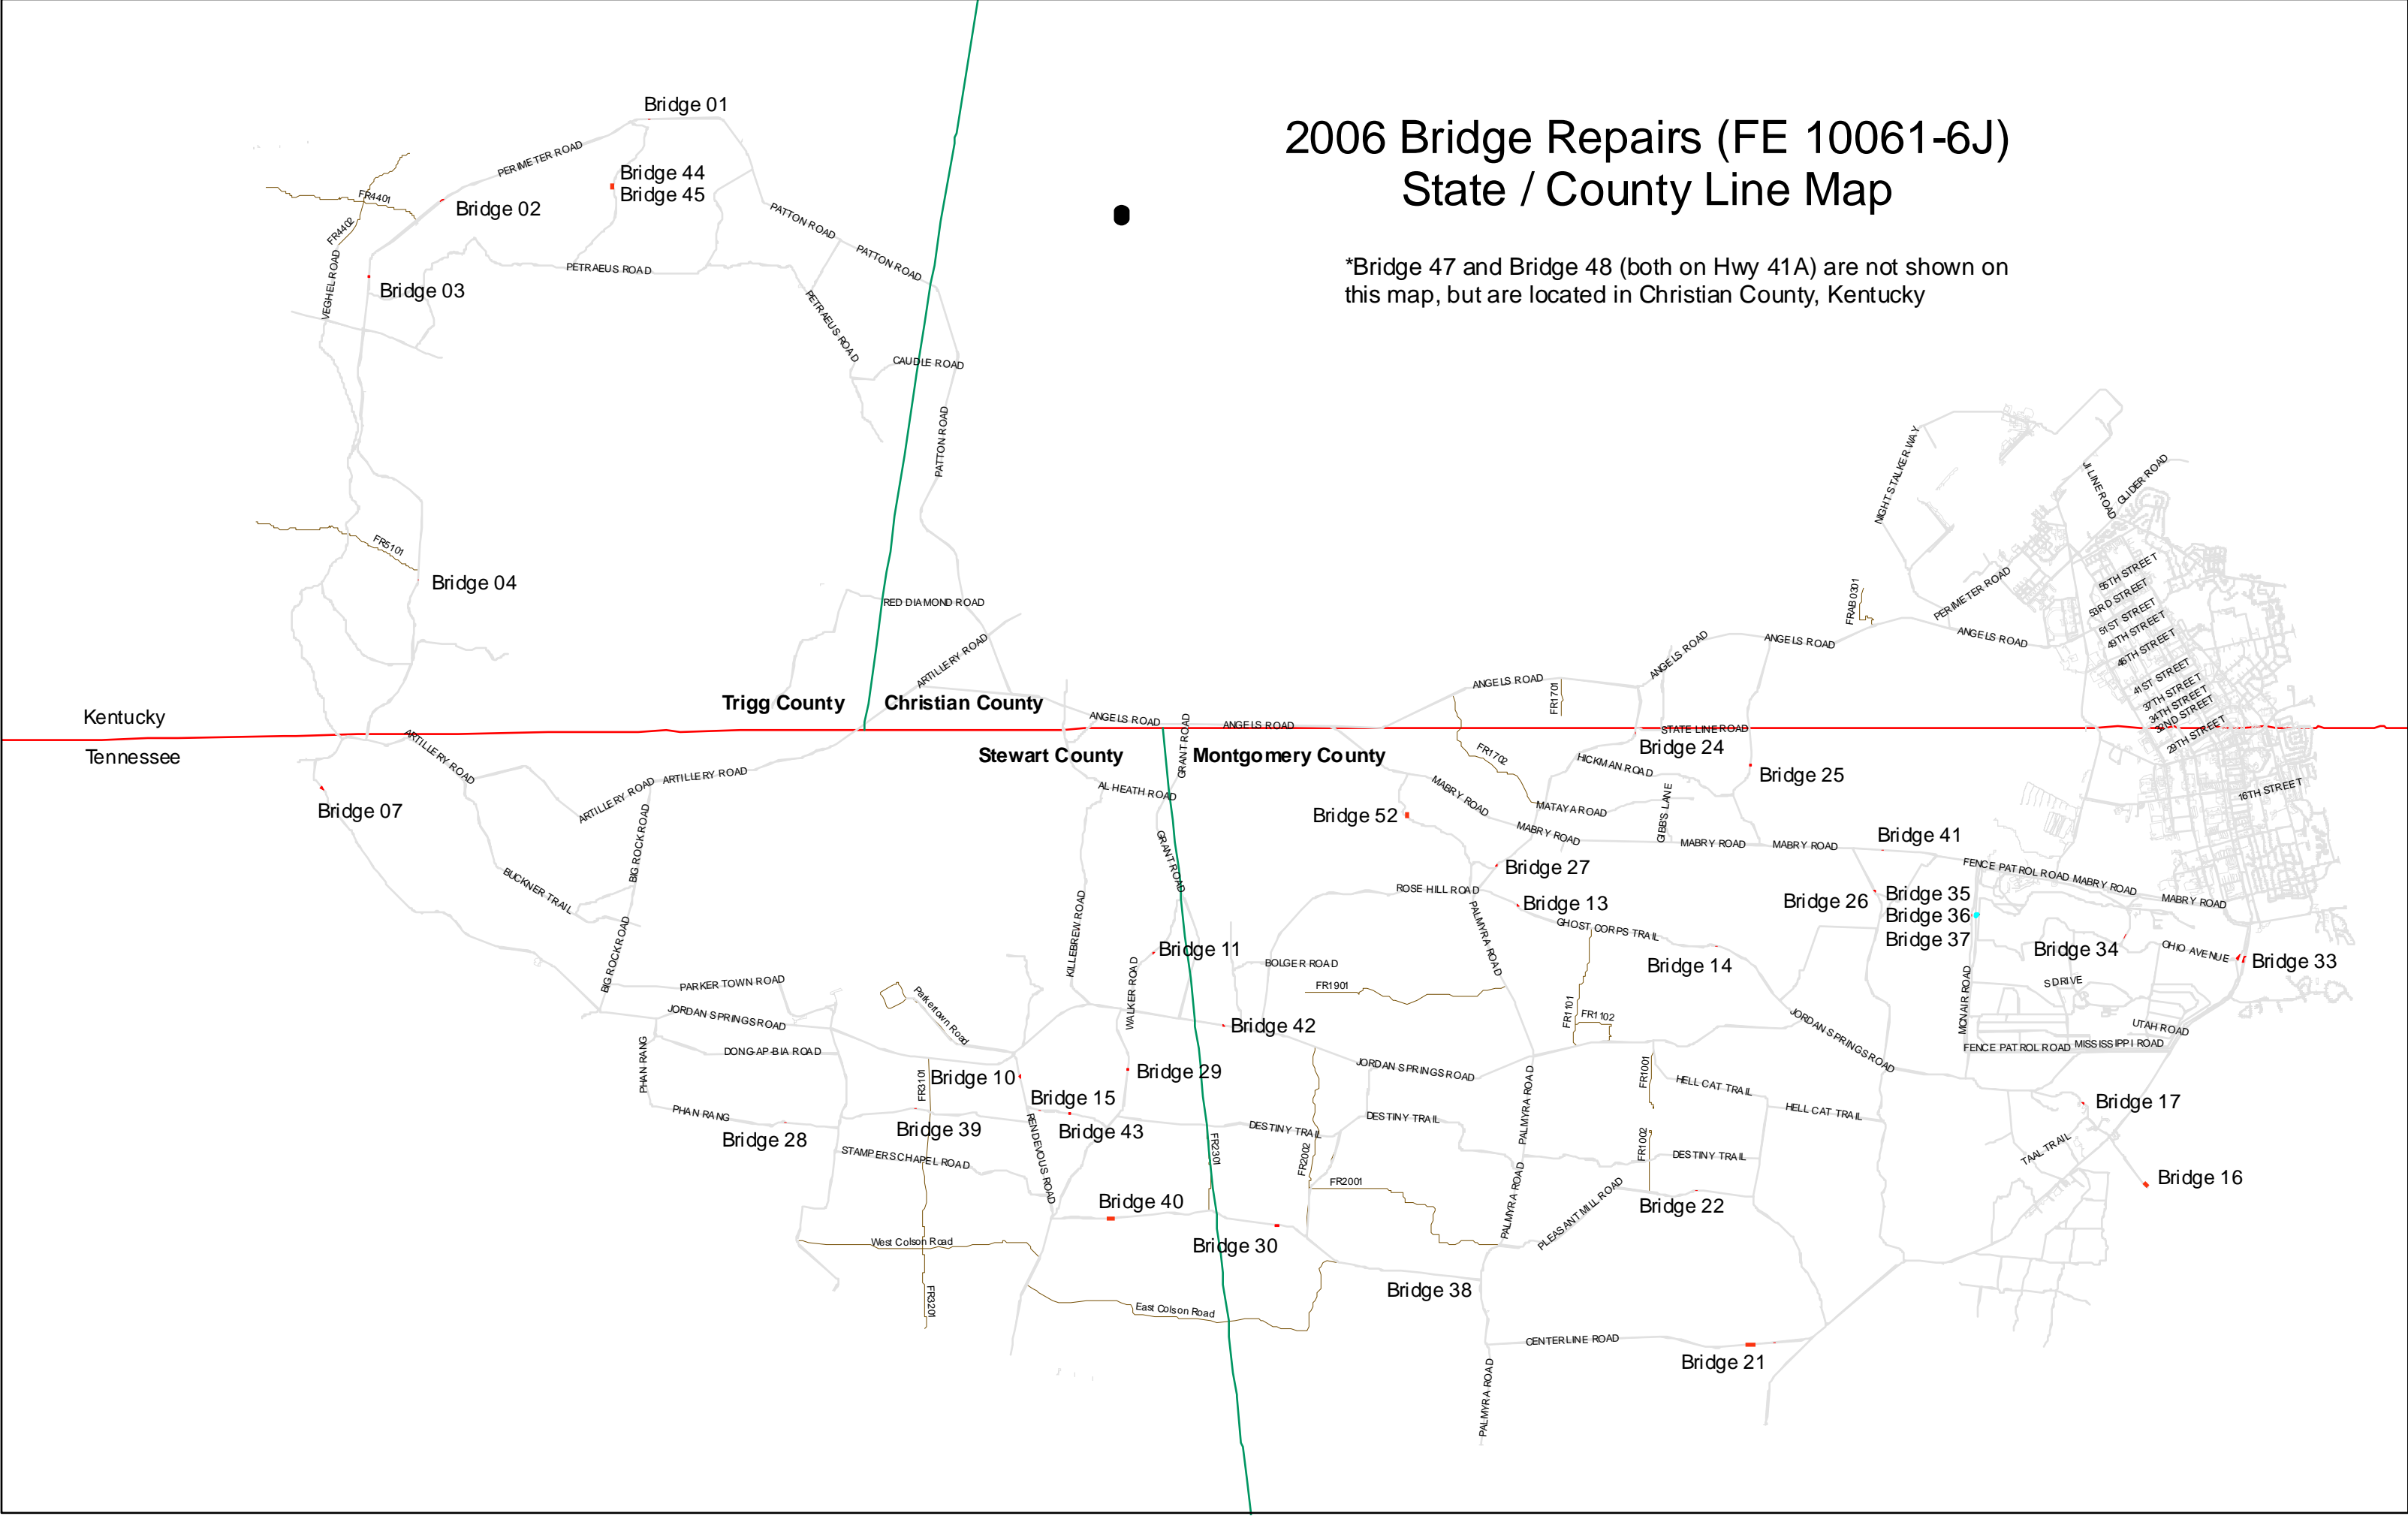 2006 Bridge Repairs (FE 10061-6J)
State / County Line Map
*Bridge 47 and Bridge 48 (both on Hwy 41A) are not shown on
this map, but are located in Christian County, Kentucky
Bridge 01
PERIMETER ROAD
Bridge 44
Bridge 45
FR4401
Bridge 02
FR4402
PATTON ROAD
PATTON ROAD
VEGHEL ROAD
PETRAEUS ROAD
Bridge 03
PETRAEUS ROAD
CAUDLE ROAD
PATTON ROAD
NIGHT STALKER WAY
JI LINE ROAD
GLIDER ROAD
FR5101
Bridge 04
RED DIAMOND ROAD
ARTILLERY ROAD
FRAB0301
PERIMETER ROAD
55TH STREET
53RD STREET
51ST STREET
49TH STREET
46TH STREET
41ST STREET
37TH STREET
34TH STREET
32ND STREET
29TH STREET
16TH STREET
ANGELS ROAD
ANGELS ROAD
ANGELS ROAD
ANGELS ROAD
FR1701
Trigg County
Christian County
Kentucky
Tennessee
ANGELS ROAD
ANGELS ROAD
GRANT ROAD
STATE LINE ROAD
Bridge 24
Stewart County
Montgomery County
ARTILLERY ROAD
ARTILLERY ROAD
ARTILLERY ROAD
Bridge 07
AL HEATH ROAD
FR1702
HICKMAN ROAD
Bridge 25
MABRY ROAD
MATAYA ROAD
GIBBS LANE
Bridge 52
MABRY ROAD
MABRY ROAD
MABRY ROAD
Bridge 41
BIG ROCK ROAD
GRANT ROAD
Bridge 27
FENCE PATROL ROAD
MABRY ROAD
MABRY ROAD
BUCKNER TRAIL
ROSE HILL ROAD
Bridge 13
Bridge 26
Bridge 35
Bridge 36
Bridge 37
GHOST CORPS TRAIL
PALMYRA ROAD
KILLEBREW ROAD
BIG ROCK ROAD
Bridge 11
Bridge 34
OHIO AVENUE
Bridge 33
Bridge 14
BOLGER ROAD
PARKER TOWN ROAD
FR1901
S DRIVE
WALKER ROAD
Parkertown Road
JORDAN SPRINGS ROAD
FR1101
FR1102
MCNAIR ROAD
Bridge 42
UTAH ROAD
JORDAN SPRINGS ROAD
FENCE PATROL ROAD
MISSISSIPPI ROAD
DONG-AP-BIA ROAD
PHAN RANG
FR3101
Bridge 10
Bridge 29
JORDAN SPRINGS ROAD
FR1001
HELL CAT TRAIL
Bridge 15
Bridge 17
PHAN RANG
Bridge 39
Bridge 43
DESTINY TRAIL
DESTINY TRAIL
PALMYRA ROAD
HELL CAT TRAIL
Bridge 28
RENDEVOUS ROAD
FR2301
FR2002
FR1002
DESTINY TRAIL
TAAL TRAIL
STAMPERS CHAPEL ROAD
FR2001
Bridge 16
PALMYRA ROAD
PLEASANT MILL ROAD
Bridge 22
Bridge 40
Bridge 30
West Colson Road
FR3201
Bridge 38
East Colson Road
CENTERLINE ROAD
Bridge 21
PALMYRA ROAD